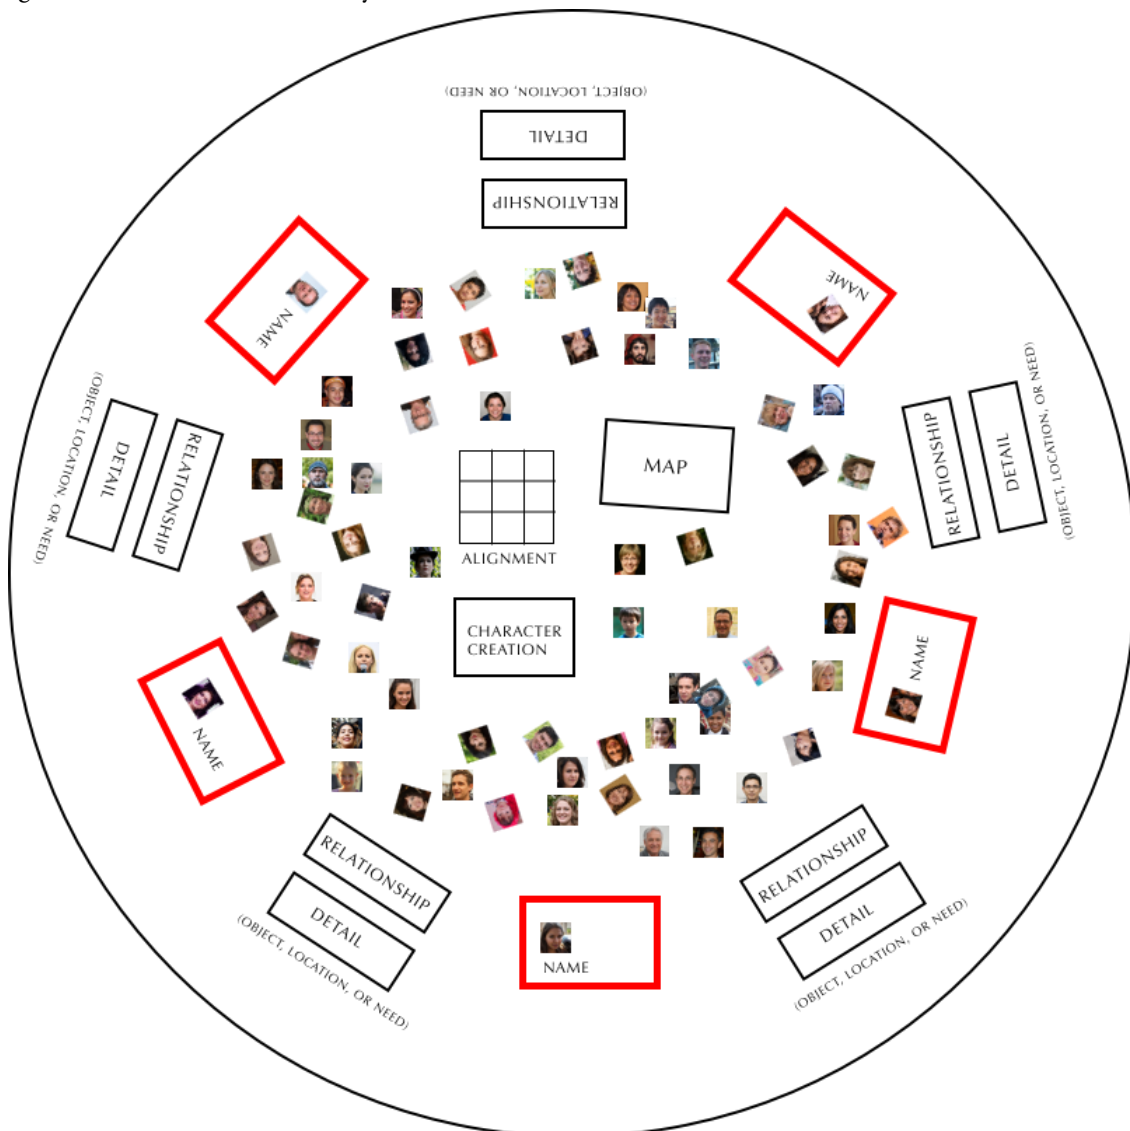 (OBJECT, LOCATION, OR NEED)
DETAIL
RELATIONSHIP
NAME
NAME
(OBJECT, LOCATION, OR NEED)
DETAIL
RELATIONSHIP
MAP
RELATIONSHIP
DETAIL
(OBJECT, LOCATION, OR NEED)
ALIGNMENT
CHARACTER
CREATION
NAME
NAME
RELATIONSHIP
DETAIL
(OBJECT, LOCATION, OR NEED)
NAME
RELATIONSHIP
DETAIL
(OBJECT, LOCATION, OR NEED)